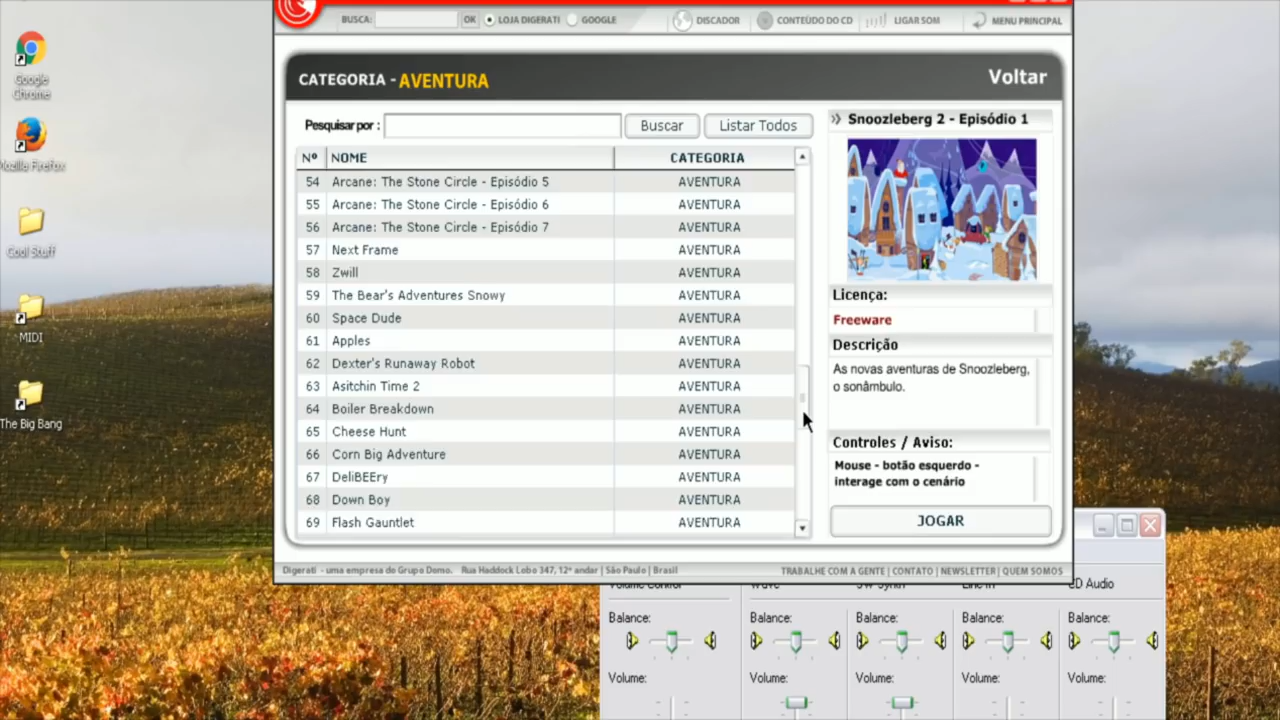 BUSCA: OK LOJA DIGERATI GOOGLE DISCADOR CONTEÚDO DO CD LIGAR SOM MENU PRINCIPAL
CATEGORIA - AVENTURA Voltar
Pesquisar por : Buscar Listar Todos
Nº NOME CATEGORIA
54 Arcane: The Stone Circle - Episódio 5 AVENTURA
55 Arcane: The Stone Circle - Episódio 6 AVENTURA
56 Arcane: The Stone Circle - Episódio 7 AVENTURA
57 Next Frame AVENTURA
58 Zwill AVENTURA
59 The Bear's Adventures Snowy AVENTURA
60 Space Dude AVENTURA
61 Apples AVENTURA
62 Dexter's Runaway Robot AVENTURA
63 Asitchin Time 2 AVENTURA
64 Boiler Breakdown AVENTURA
65 Cheese Hunt AVENTURA
66 Corn Big Adventure AVENTURA
67 DeliBEEry AVENTURA
68 Down Boy AVENTURA
69 Flash Gauntlet AVENTURA
Snoozleberg 2 - Episódio 1
Licença:
Freeware
Descrição
As novas aventuras de Snoozleberg,
o sonâmbulo.
Controles / Aviso:
Mouse - botão esquerdo -
interage com o cenário
JOGAR
Digerati - uma empresa do Grupo Domo. Rua Haddock Lobo 347, 12º andar | São Paulo | Brasil
TRABALHE COM A GENTE | CONTATO | NEWSLETTER | QUEM SOMOS
Google
Chrome
Mozilla Firefox
Cool Stuff
MIDI
The Big Bang
Volume Control Wave SW Synth Line In CD Audio
Balance: Balance: Balance: Balance: Balance:
Volume: Volume: Volume: Volume: Volume: